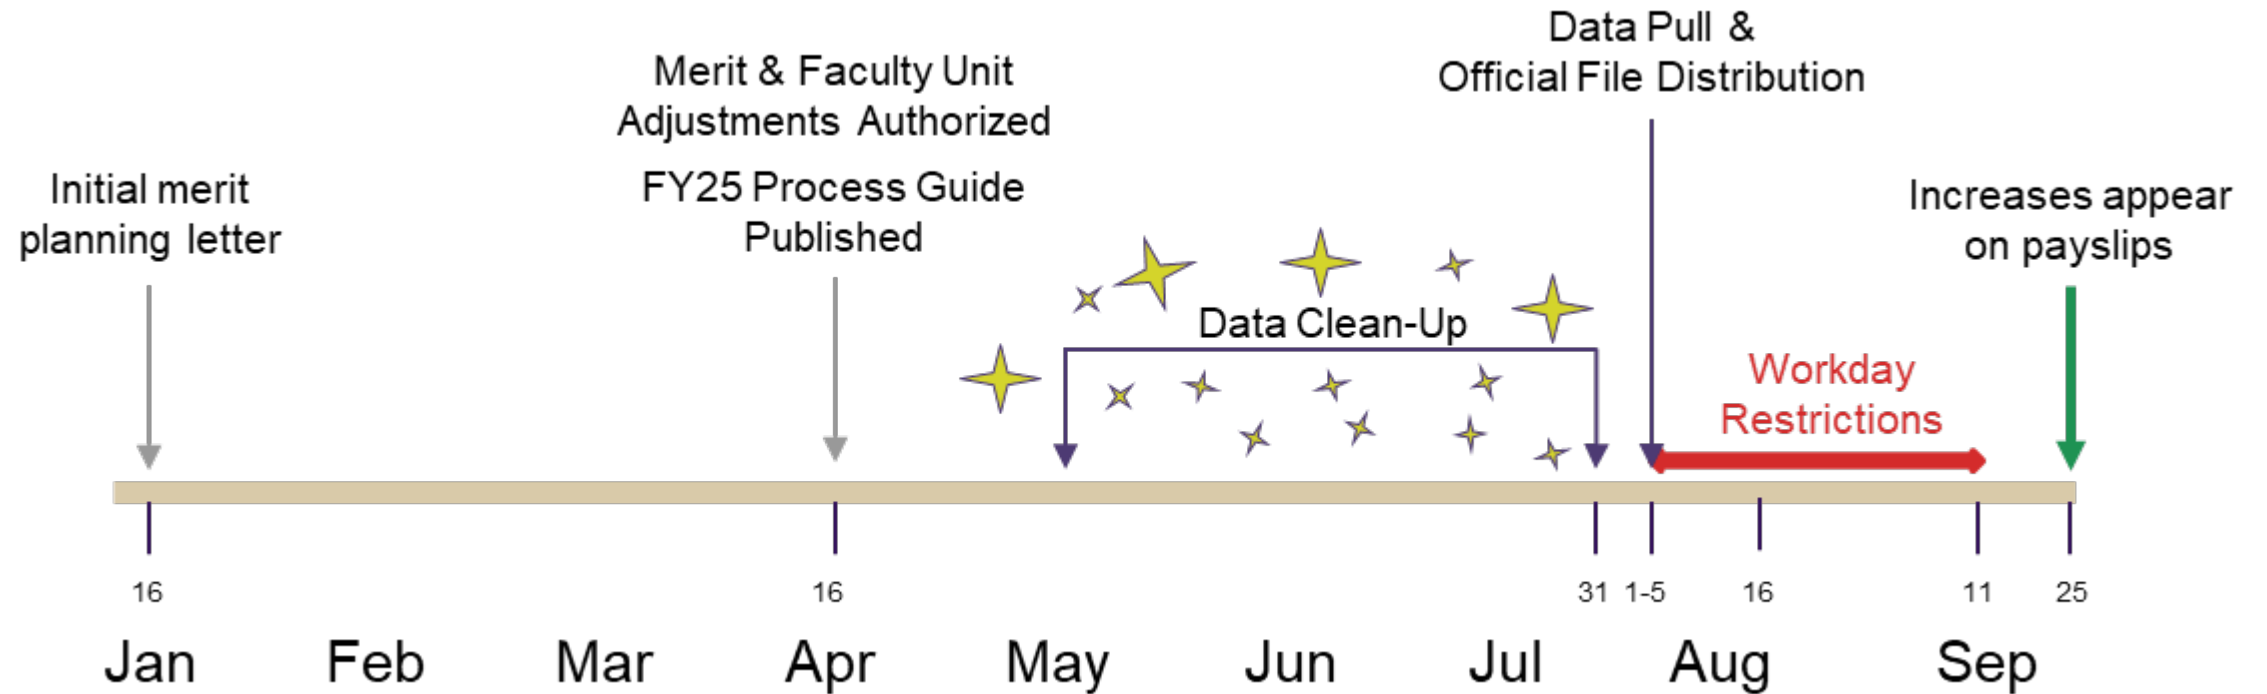 Initial merit
planning letter
Merit & Faculty Unit
Adjustments Authorized
FY25 Process Guide
Published
Data Clean-Up
Data Pull &
Official File Distribution
Workday
Restrictions
Increases appear
on payslips
16
16
31
1-5
16
11
25
Jan
Feb
Mar
Apr
May
Jun
Jul
Aug
Sep